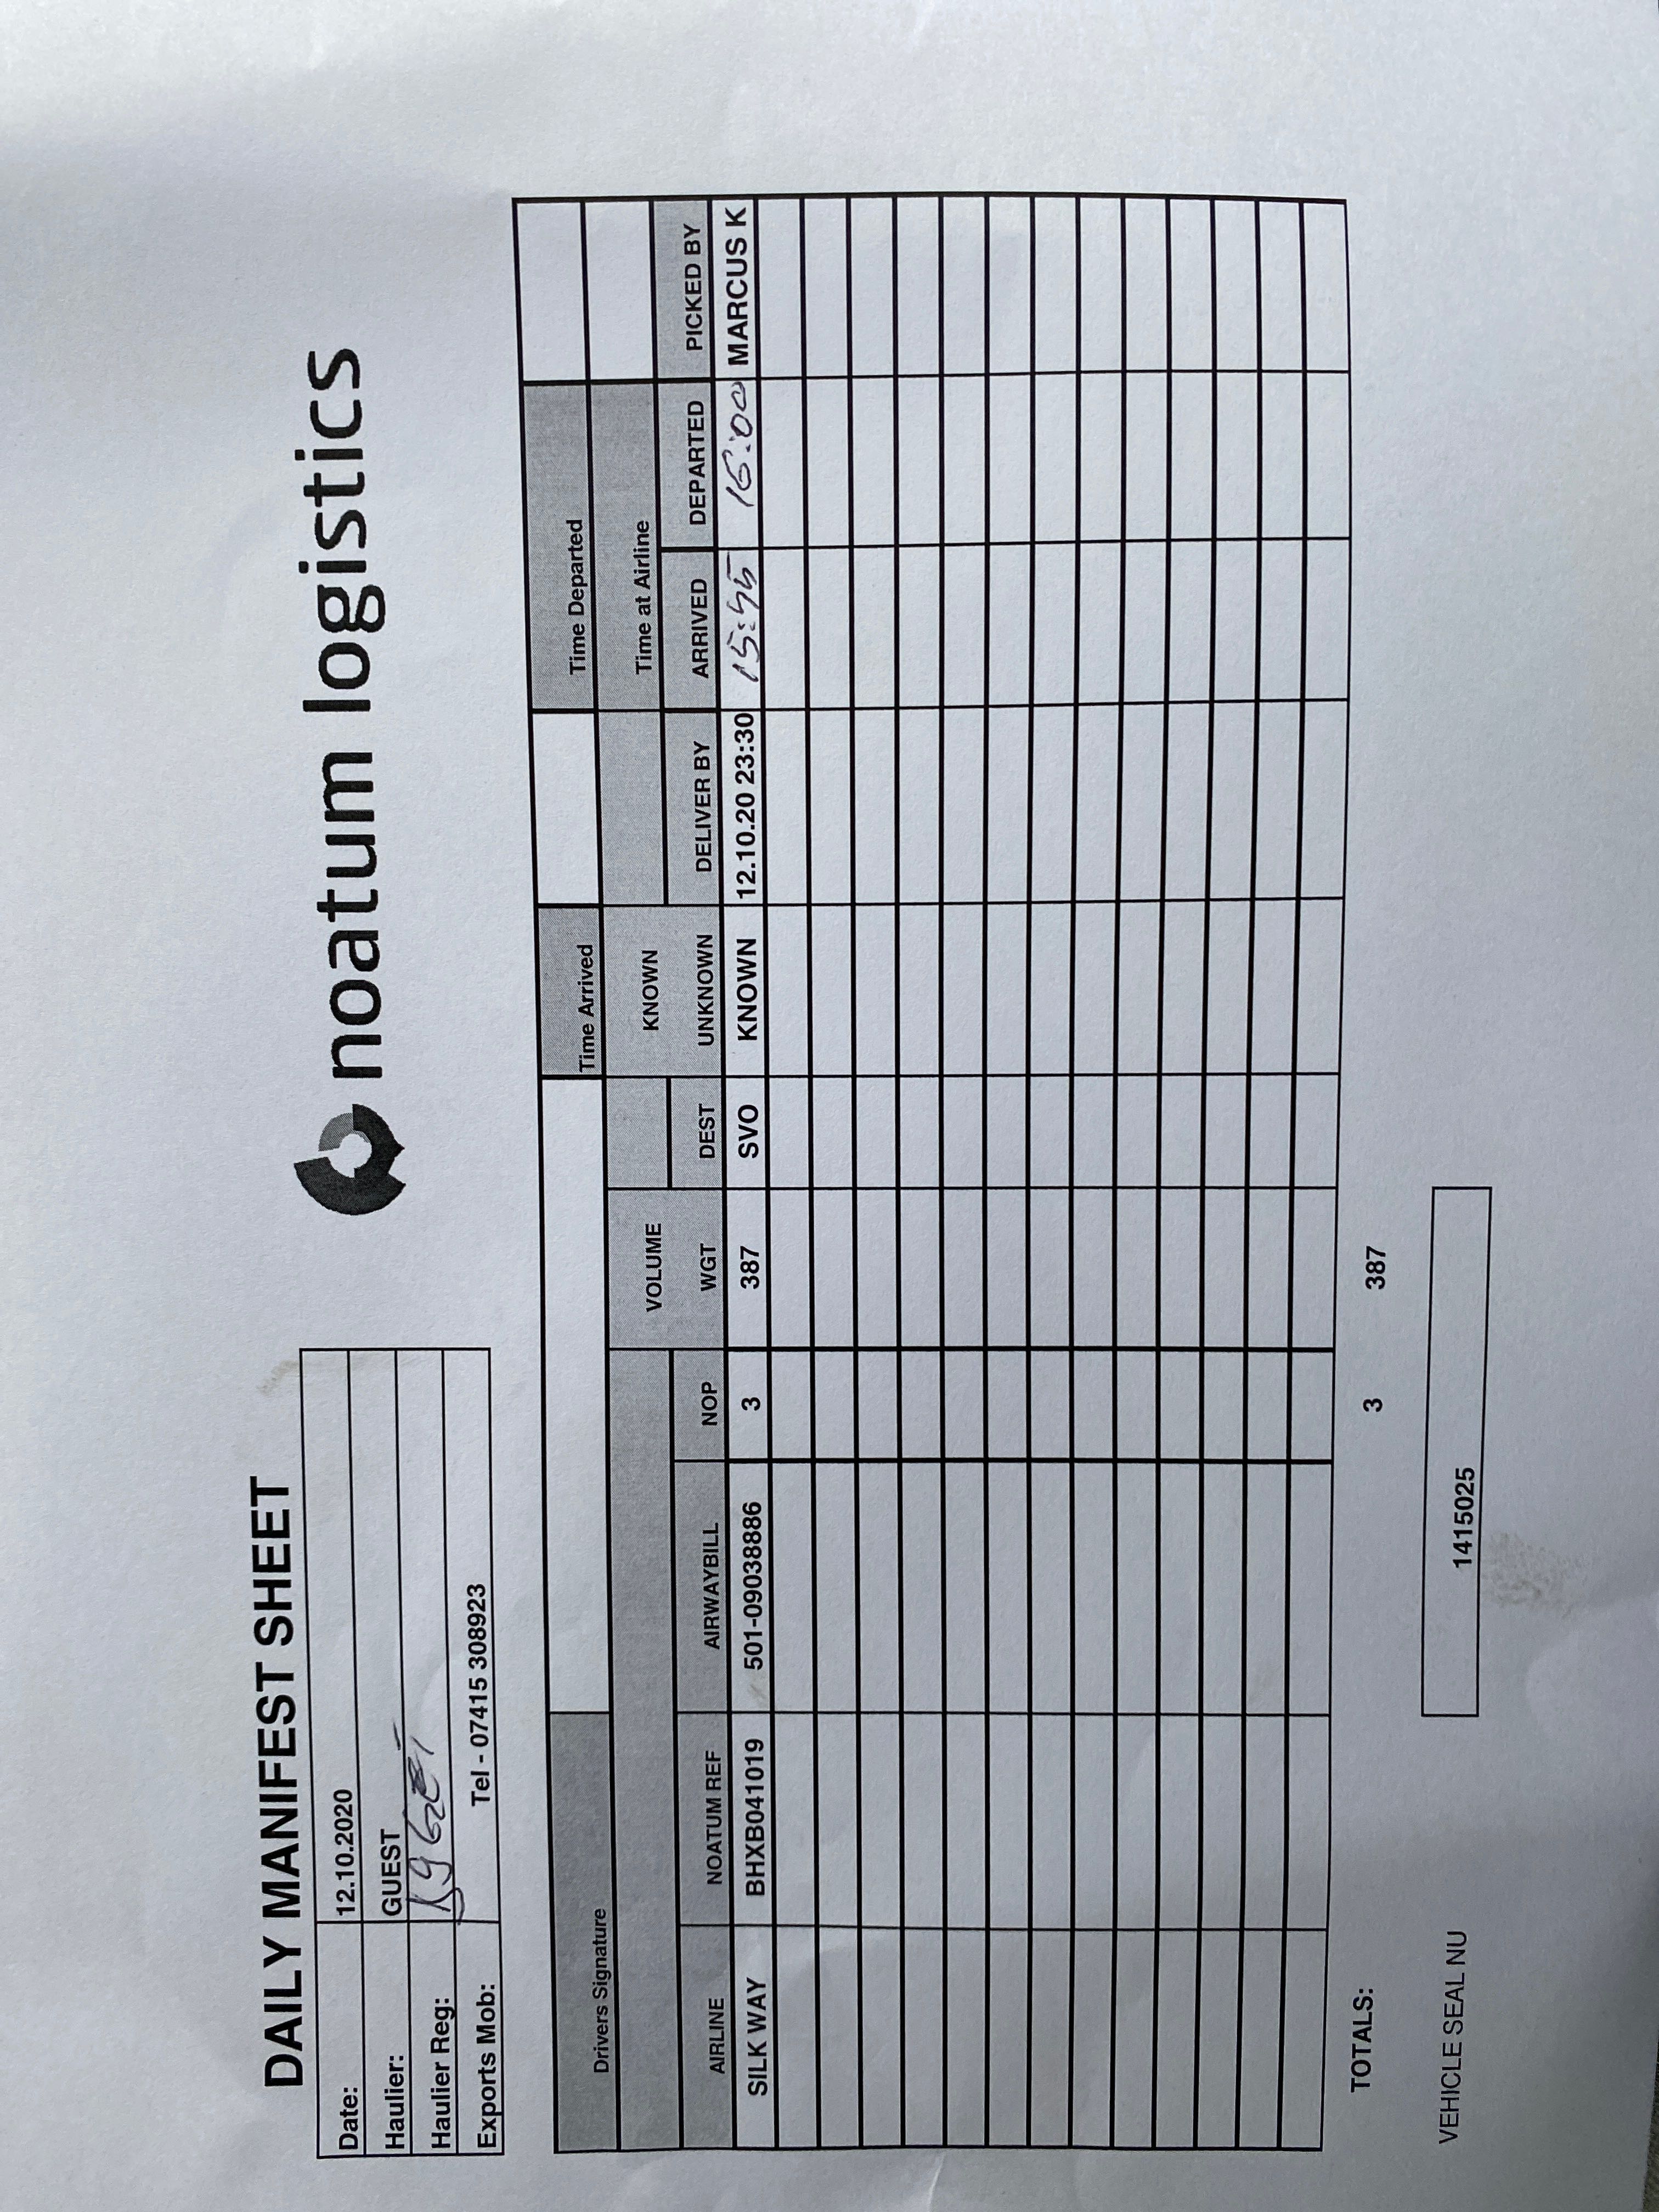 DAILY MANIFEST SHEET
noatum logistics
Date: 12.10.2020
Haulier: GUEST
Haulier Reg:
Exports Mob: Tel - 07415 308923
Drivers Signature Time Arrived Time Departed
VOLUME KNOWN Time at Airline
AIRLINE NOATUM REF AIRWAYBILL NOP WGT DEST UNKNOWN DELIVER BY ARRIVED DEPARTED PICKED BY
SILK WAY BHXB041019 501-09038886 3 387 SVO KNOWN 12.10.20 23:30 15:45 16:00 MARCUS K
TOTALS: 3 387
VEHICLE SEAL NU 1415025